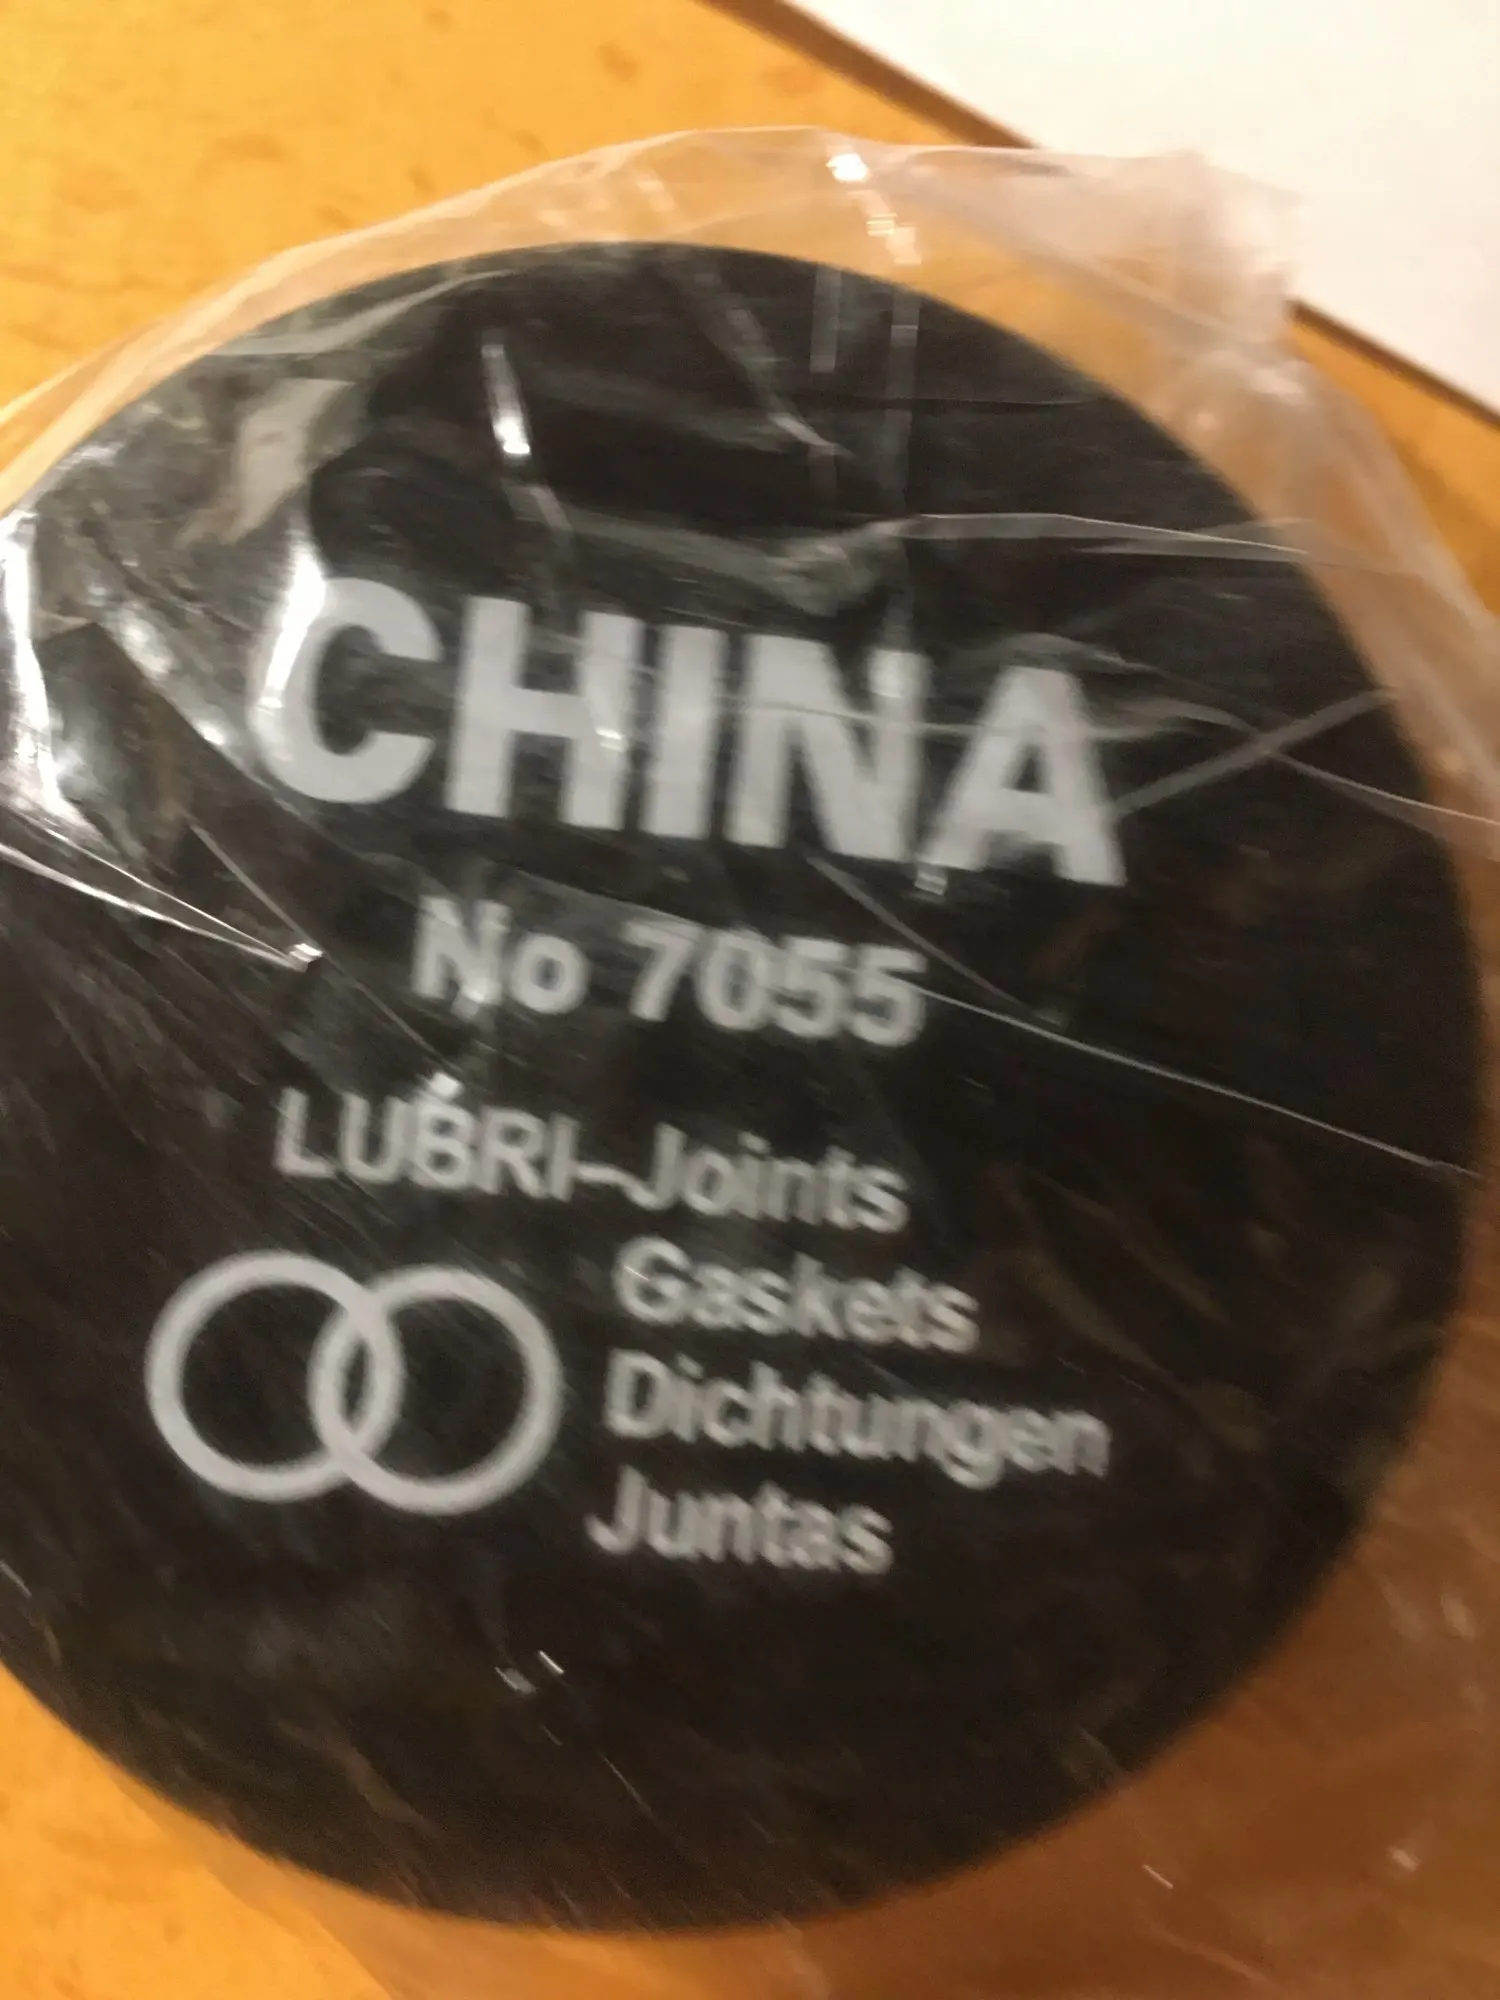 CHINA
No 7055
LUBRI-Joints
Gaskets
Dichtungen
Juntas